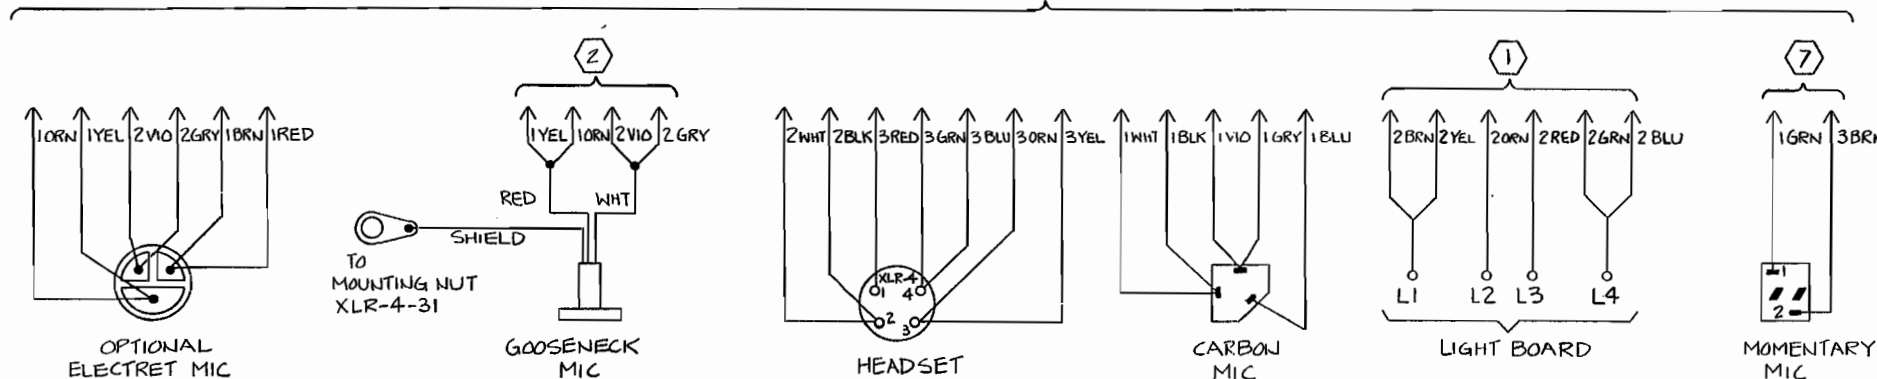 2
1
7
1ORN 1YEL 2VIO 2GRY 1BRN 1RED
1YEL 1ORN 2VIO 2GRY
2WHT 2BLK 3RED 3GRN 3BLU 3ORN 3YEL
1WHT 1BLK 1VIO 1GRY 1BLU
2BRN 2YEL 2ORN 2RED 2GRN 2BLU
1GRN 3BRN
RED WHT
SHIELD
TO
MOUNTING NUT
XLR-4-31
XLR-4
1 4
2 3
L1 L2 L3 L4
1
2
OPTIONAL
ELECTRET MIC
GOOSENECK
MIC
HEADSET
CARBON
MIC
LIGHT BOARD
MOMENTARY
MIC